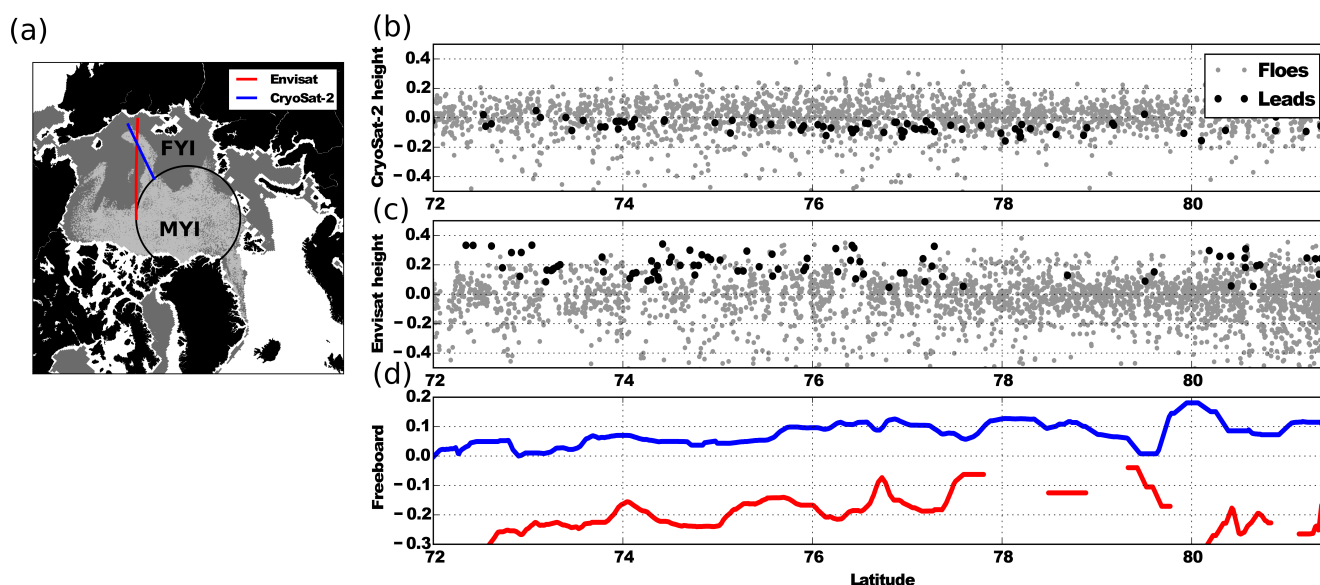 (a)
Envisat
CryoSat-2
FYI
MYI
(b)
CryoSat-2 height
0.4
0.2
0.0
−0.2
−0.4
72 74 76 78 80
Floes
Leads
(c)
Envisat height
0.4
0.2
0.0
−0.2
−0.4
72 74 76 78 80
(d)
Freeboard
0.2
0.1
0.0
−0.1
−0.2
−0.3
72 74 76 78 80
Latitude